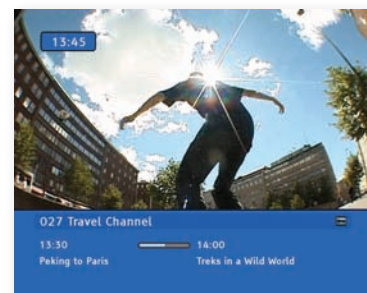 13:45
027 Travel Channel
13:30 14:00
Peking to Paris Treks in a Wild World